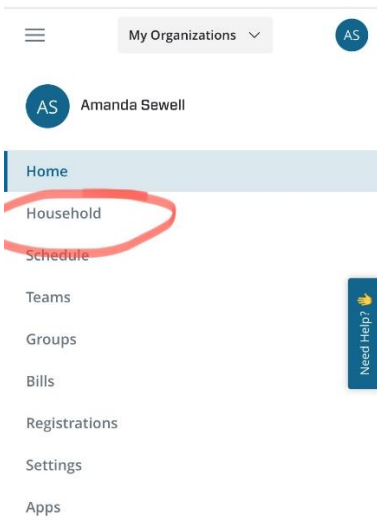 My Organizations
AS
AS
Amanda Sewell
Home
Household
Schedule
Teams
Groups
Bills
Registrations
Settings
Apps
Need Help? 👋